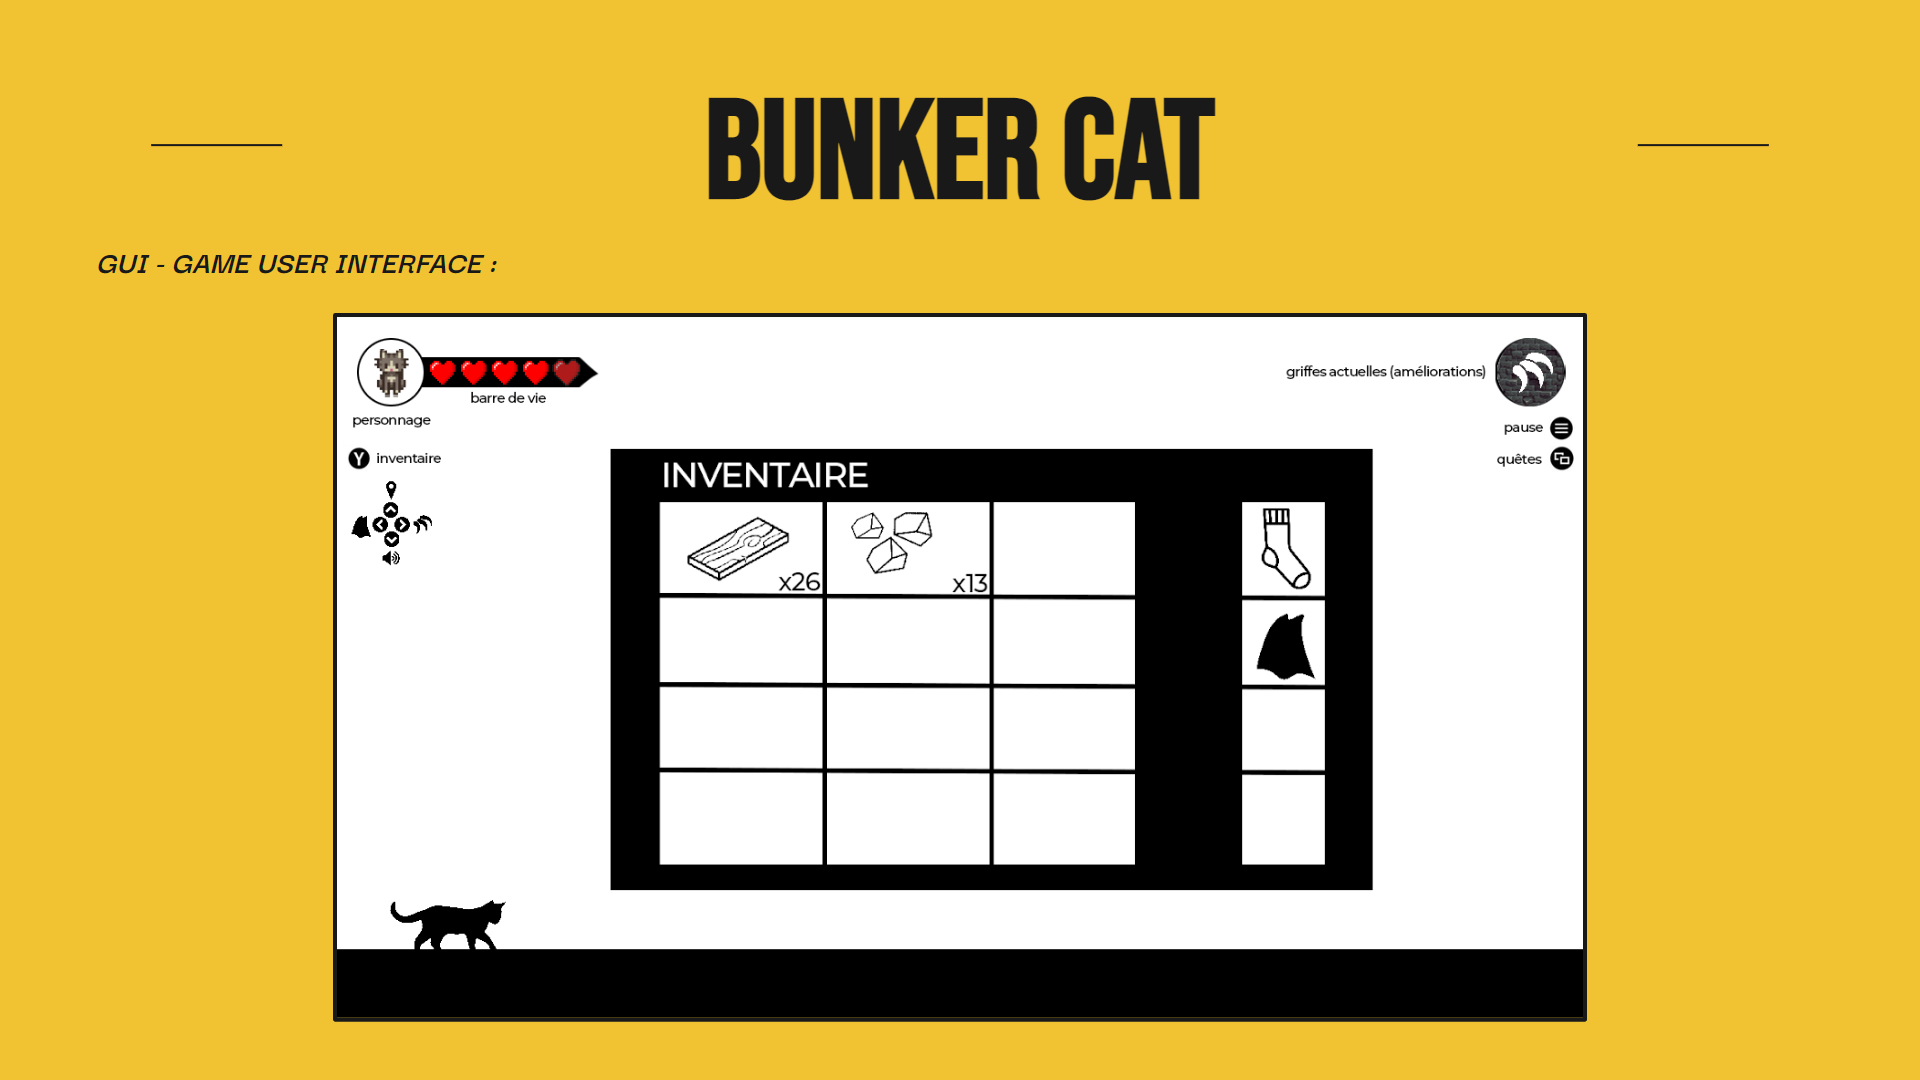 BUNKER CAT
GUI - GAME USER INTERFACE :
griffes actuelles (améliorations)
barre de vie
personnage
pause
Y inventaire
quêtes
INVENTAIRE
x26
x13